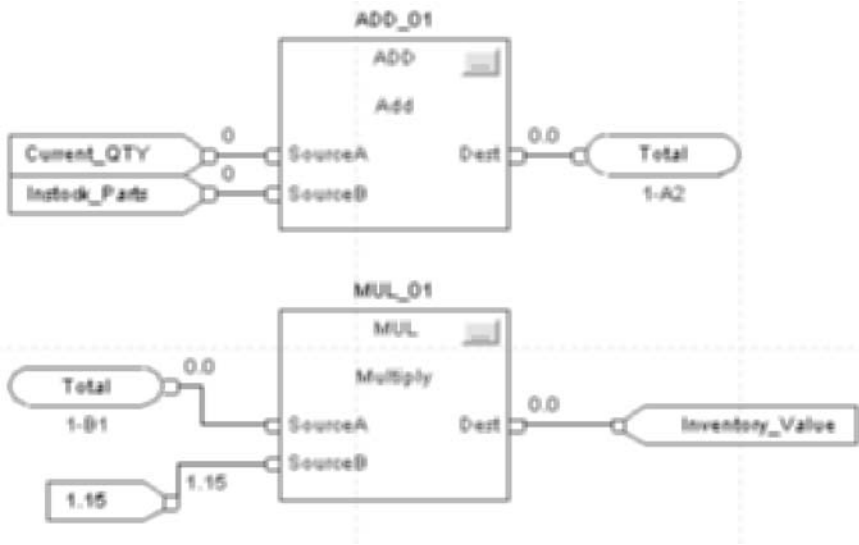 ADD_01
ADD
Add
0
Current_QTY
SourceA
Dest
0.0
Total
0
Instock_Parts
SourceB
1-A2
MUL_01
MUL
0.0
Total
Multiply
1-B1
SourceA
Dest
0.0
Inventory_Value
SourceB
1.15
1.15